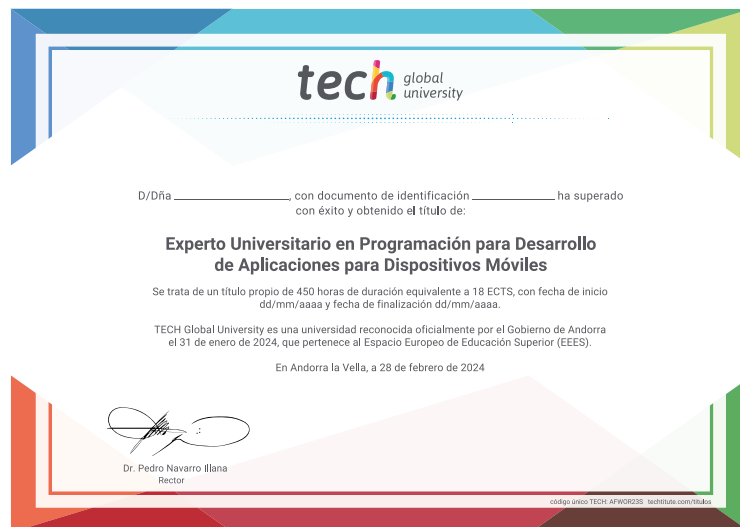 tech global university
D/Dña ____________________, con documento de identificación ______________ ha superado
con éxito y obtenido el título de:
Experto Universitario en Programación para Desarrollo
de Aplicaciones para Dispositivos Móviles
Se trata de un título propio de 450 horas de duración equivalente a 18 ECTS, con fecha de inicio
dd/mm/aaaa y fecha de finalización dd/mm/aaaa.
TECH Global University es una universidad reconocida oficialmente por el Gobierno de Andorra
el 31 de enero de 2024, que pertenece al Espacio Europeo de Educación Superior (EEES).
En Andorra la Vella, a 28 de febrero de 2024
Dr. Pedro Navarro Illana
Rector
código único TECH: AFWOR23S techtitute.com/titulos